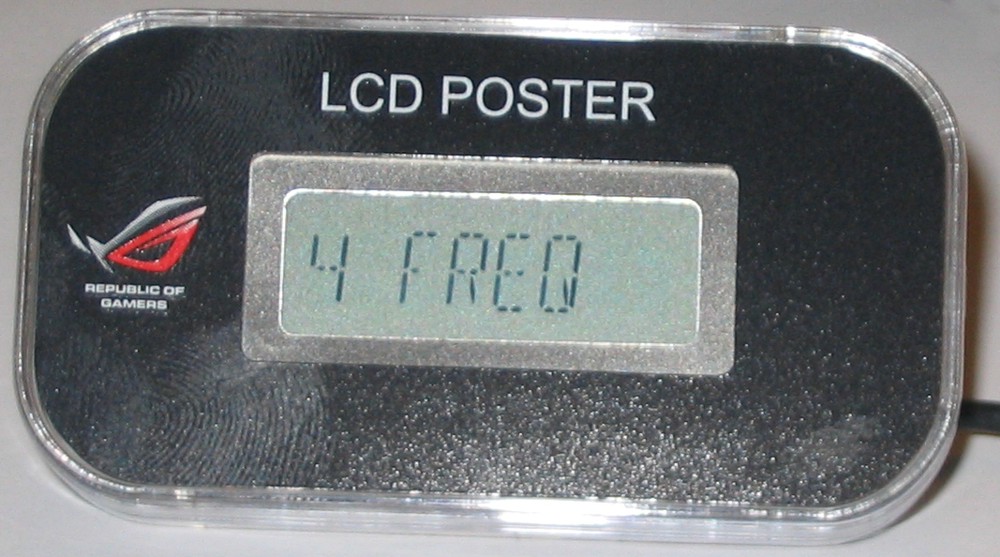 LCD POSTER
4 FREQ
REPUBLIC OF
GAMERS